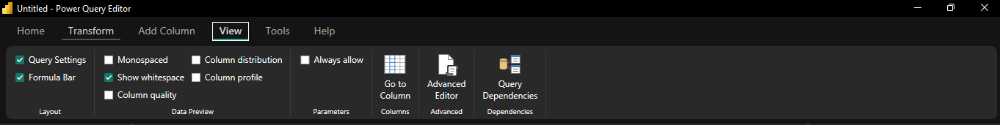 Untitled - Power Query Editor
Home Transform Add Column View Tools Help
Query Settings
Formula Bar
Layout
Monospaced Column distribution
Show whitespace Column profile
Column quality
Data Preview
Always allow
Parameters
Go to
Column
Columns
Advanced
Editor
Advanced
Query
Dependencies
Dependencies